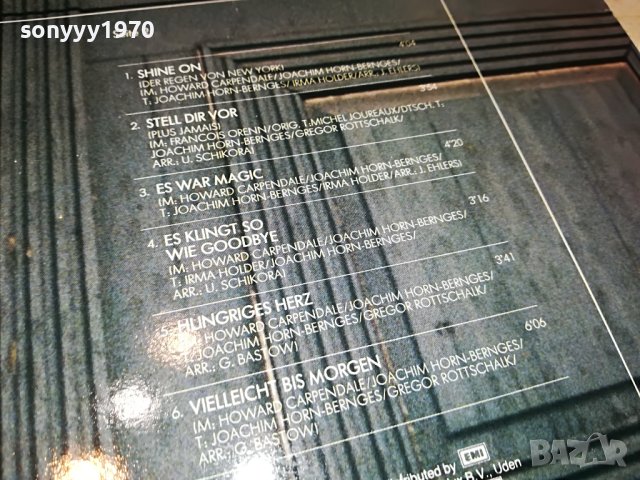 sonyyy1970
4'04
1. SHINE ON
(DER REGEN VON NEW YORK)
(M: HOWARD CARPENDALE/JOACHIM HORN-BERNGES/
T: JOACHIM HORN-BERNGES/IRMA HOLDER/ARR.: J. EHLERS)
3'54
2. STELL DIR VOR
(PLUS JAMAIS)
(M: FRANCOIS ORENN/ORIG. T: MICHEL JOUREAUX/DTSCH. T:
JOACHIM HORN-BERNGES/GREGOR ROTTSCHALK/
ARR.: U. SCHIKORA)
4'20
3. ES WAR MAGIC
(M: HOWARD CARPENDALE/JOACHIM HORN-BERNGES/
T: JOACHIM HORN-BERNGES/IRMA HOLDER/ARR.: J. EHLERS)
3'16
4. ES KLINGT SO
WIE GOODBYE
(M: HOWARD CARPENDALE/JOACHIM HORN-BERNGES/
T: IRMA HOLDER/JOACHIM HORN-BERNGES/
ARR.: U. SCHIKORA)
3'41
HUNGRIGES HERZ
HOWARD CARPENDALE/JOACHIM HORN-BERNGES/
JOACHIM HORN-BERNGES/GREGOR ROTTSCHALK/
ARR.: G. BASTOW)
6'06
6. VIELLEICHT BIS MORGEN
(M: HOWARD CARPENDALE/JOACHIM HORN-BERNGES/
T: JOACHIM HORN-BERNGES/GREGOR ROTTSCHALK/
ARR.: G. BASTOW)
tributed by EMI
B.V., Uden
BAZAR